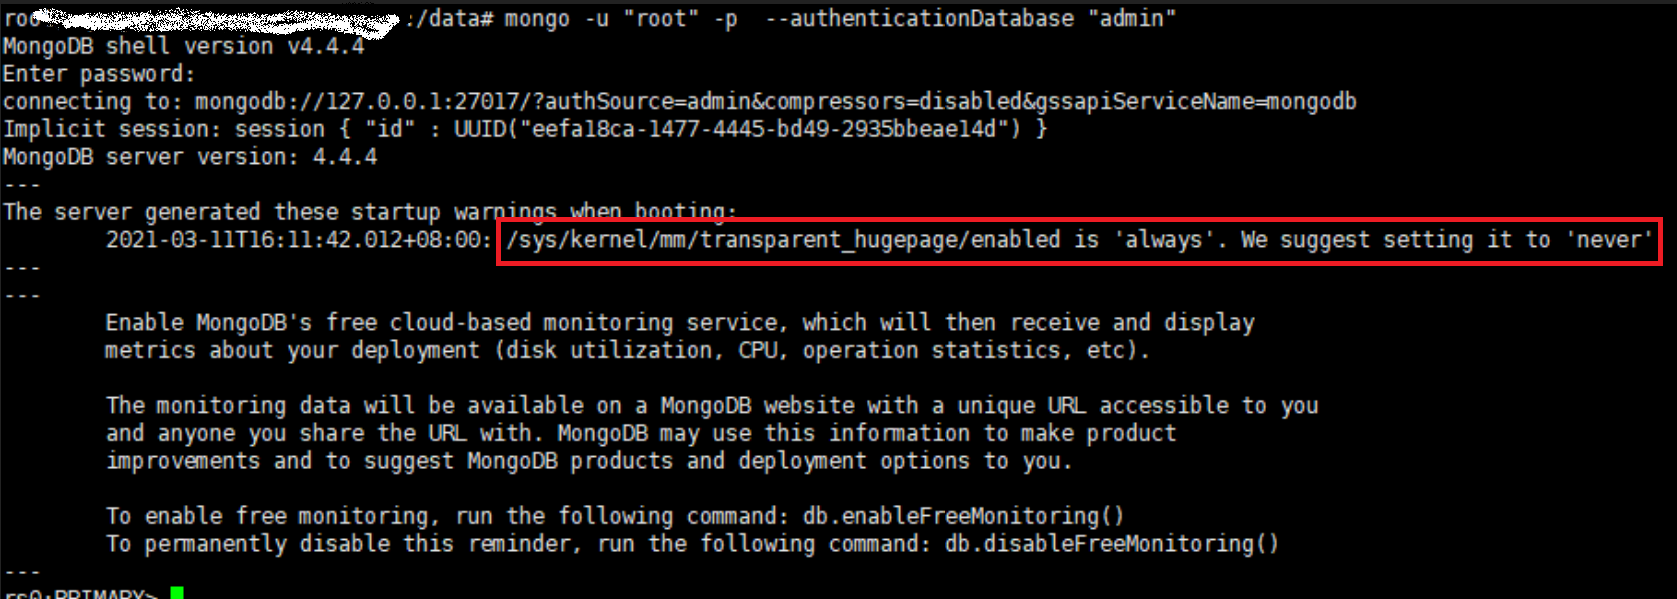 :/data# mongo -u "root" -p  --authenticationDatabase "admin"
MongoDB shell version v4.4.4
Enter password:
connecting to: mongodb://127.0.0.1:27017/?authSource=admin&compressors=disabled&gssapiServiceName=mongodb
Implicit session: session { "id" : UUID("eefa18ca-1477-4445-bd49-2935bbeae14d") }
MongoDB server version: 4.4.4
---
The server generated these startup warnings when booting:
        2021-03-11T16:11:42.012+08:00: /sys/kernel/mm/transparent_hugepage/enabled is 'always'. We suggest setting it to 'never'
---
---
        Enable MongoDB's free cloud-based monitoring service, which will then receive and display
        metrics about your deployment (disk utilization, CPU, operation statistics, etc).
        The monitoring data will be available on a MongoDB website with a unique URL accessible to you
        and anyone you share the URL with. MongoDB may use this information to make product
        improvements and to suggest MongoDB products and deployment options to you.
        To enable free monitoring, run the following command: db.enableFreeMonitoring()
        To permanently disable this reminder, run the following command: db.disableFreeMonitoring()
---
rs0:PRIMARY>